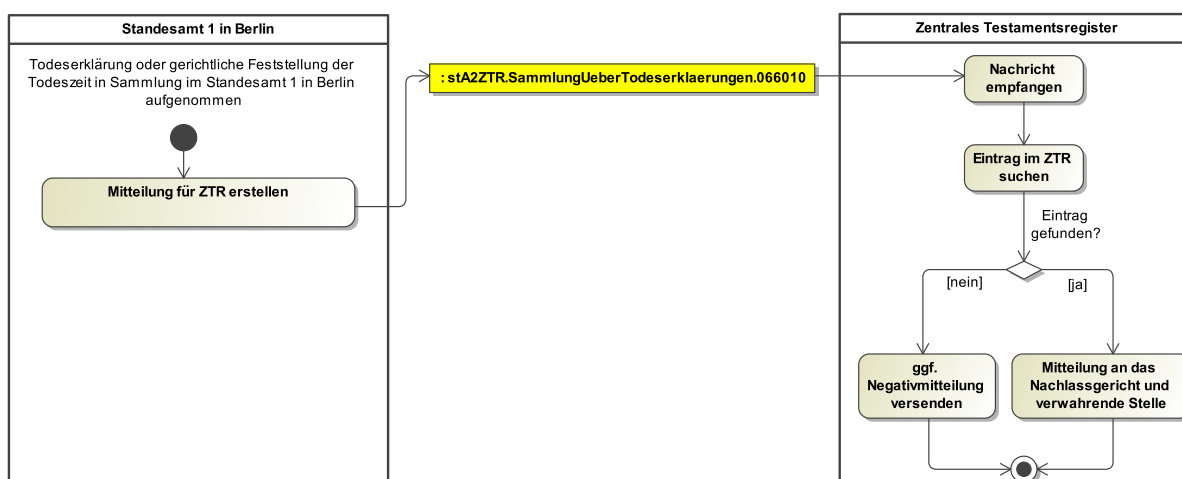 Standesamt 1 in Berlin
Todeserklärung oder gerichtliche Feststellung der
Todeszeit in Sammlung im Standesamt 1 in Berlin
aufgenommen
Mitteilung für ZTR erstellen
: stA2ZTR.SammlungUeberTodeserklaerungen.066010
Zentrales Testamentsregister
Nachricht
empfangen
Eintrag im ZTR
suchen
Eintrag
gefunden?
[nein]
[ja]
ggf.
Negativmitteilung
versenden
Mitteilung an das
Nachlassgericht und
verwahrende Stelle